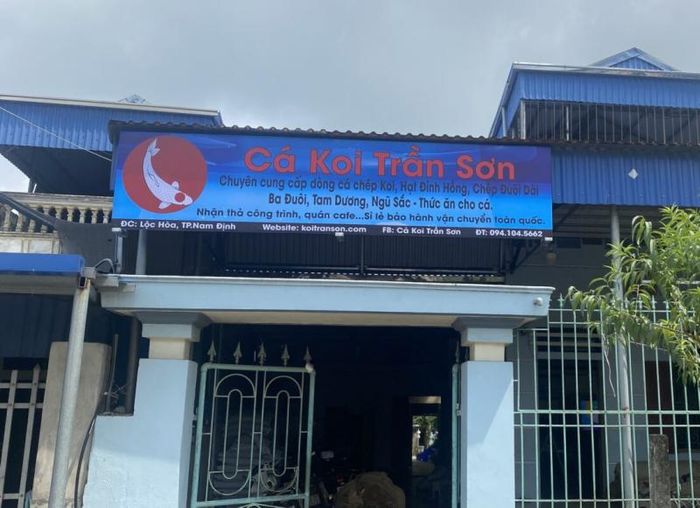 Cá Koi Trần Sơn
Chuyên cung cấp dòng cá chép Koi, Hạt Đỉnh Hồng, Chép Đuôi Dài
Ba Đuôi, Tam Dương, Ngũ Sắc - Thức ăn cho cá.
Nhận thả công trình, quán cafe...Sỉ lẻ bảo hành vận chuyển toàn quốc.
ĐC: Lộc Hòa, TP.Nam Định Website: koitranson.com FB: Cá Koi Trần Sơn ĐT: 094.104.5662